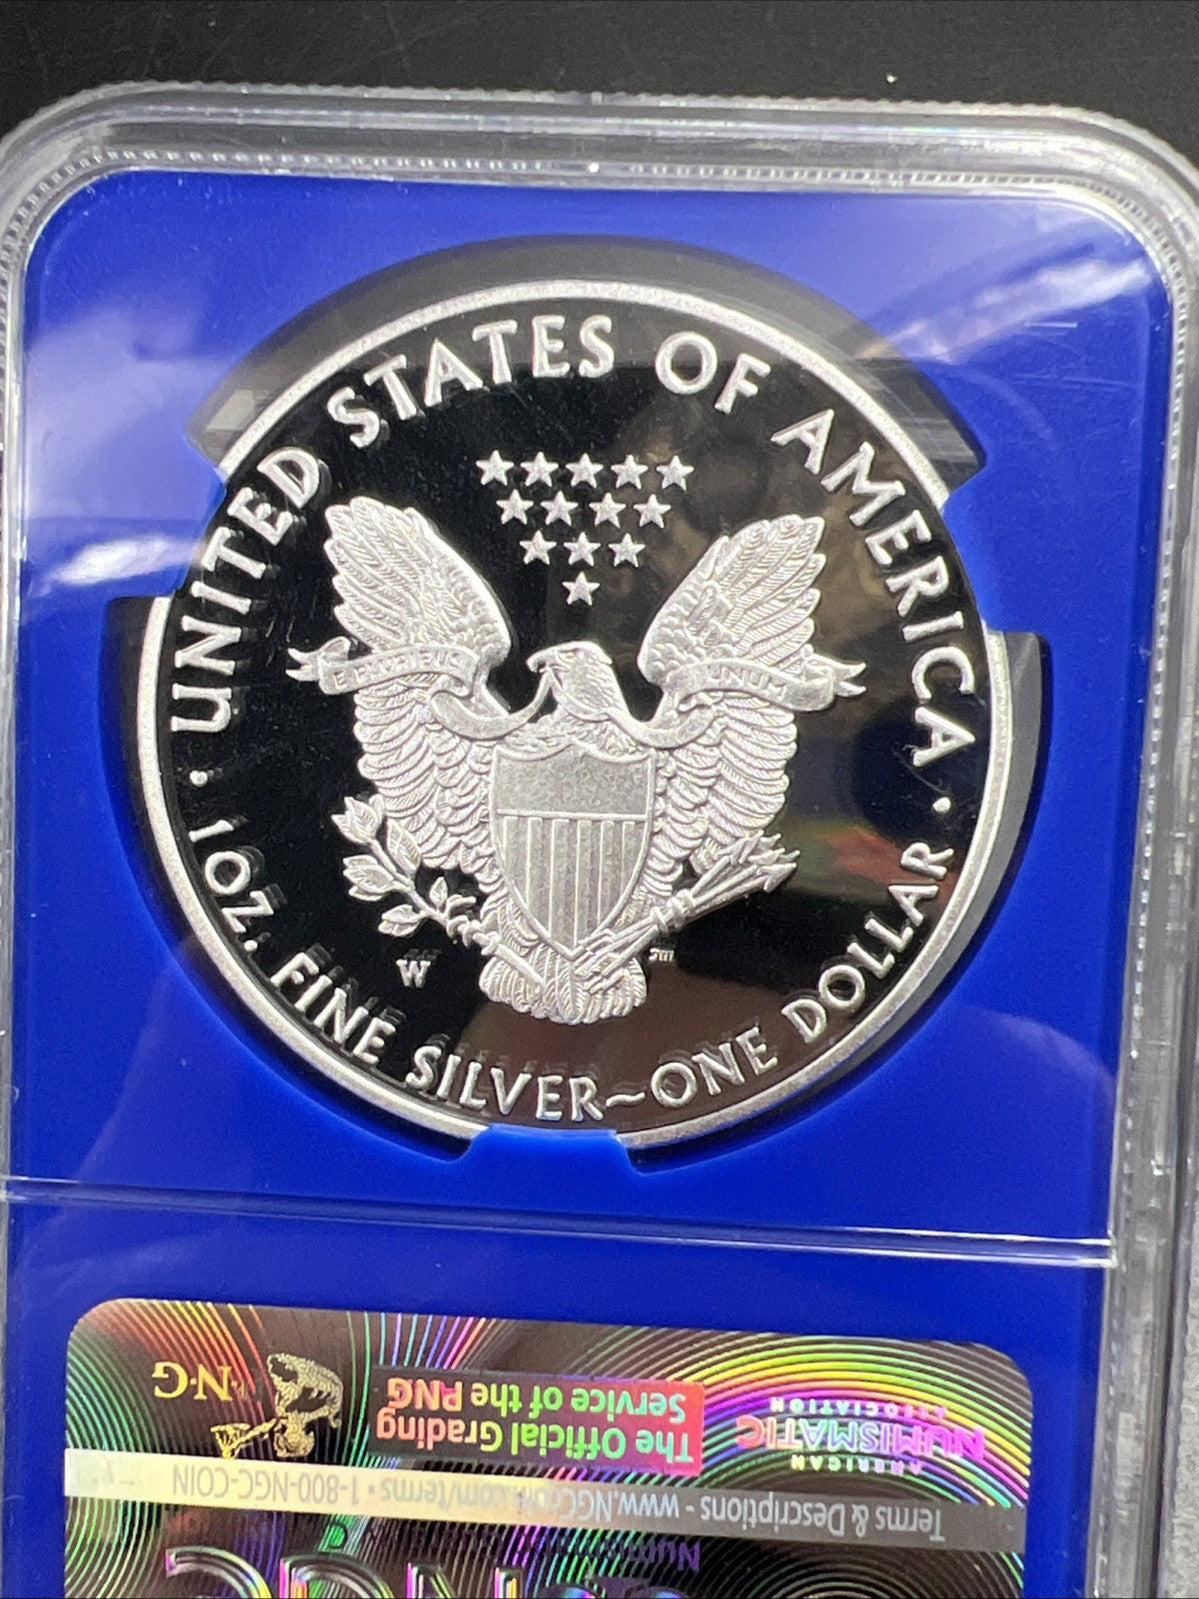 UNITED STATES OF AMERICA
E PLURIBUS UNUM
W
1 OZ. FINE SILVER~ONE DOLLAR
NUMISMATIC
Terms & Descriptions - www.NGCcoin.com/terms • 1-800-NGC-COIN
AMERICAN
NUMISMATIC
ASSOCIATION
The Official Grading
Service of the PNG
P·N·G